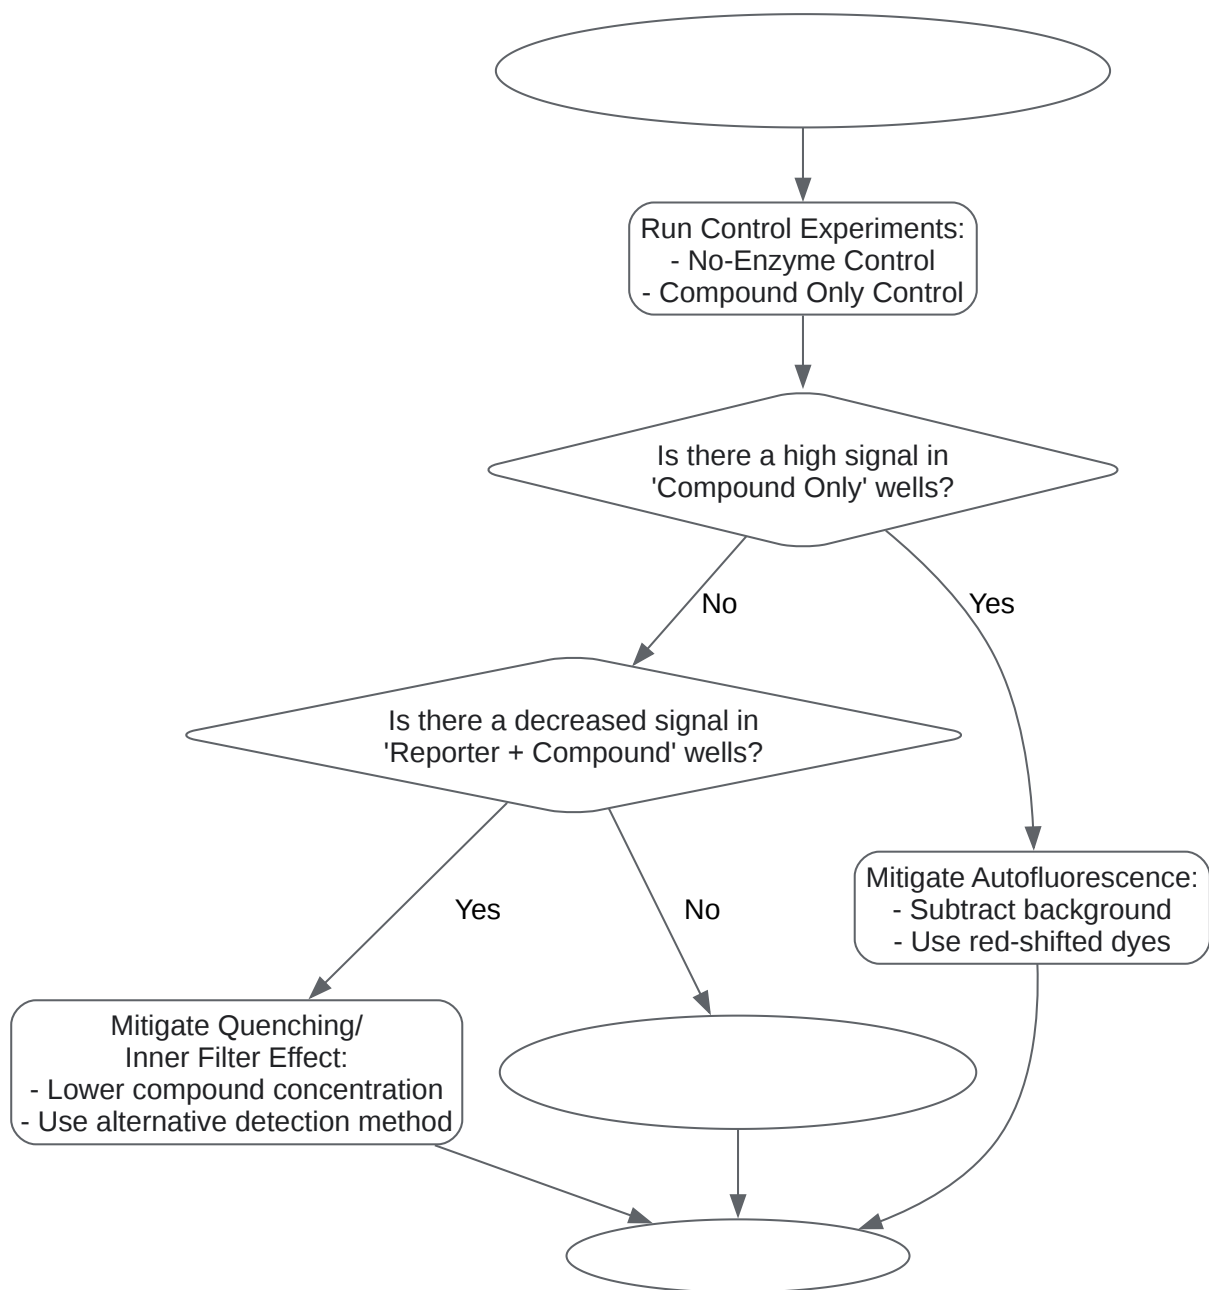 Run Control Experiments:
- No-Enzyme Control
- Compound Only Control
Is there a high signal in
'Compound Only' wells?
No
Yes
Is there a decreased signal in
'Reporter + Compound' wells?
Mitigate Autofluorescence:
- Subtract background
- Use red-shifted dyes
Yes
No
Mitigate Quenching/
Inner Filter Effect:
- Lower compound concentration
- Use alternative detection method